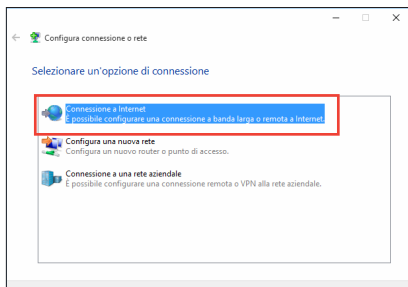 Configura connessione o rete
Selezionare un'opzione di connessione
Connessione a Internet
È possibile configurare una connessione a banda larga o remota a Internet.
Configura una nuova rete
Configura un nuovo router o punto di accesso.
Connessione a una rete aziendale
È possibile configurare una connessione remota o VPN alla rete aziendale.